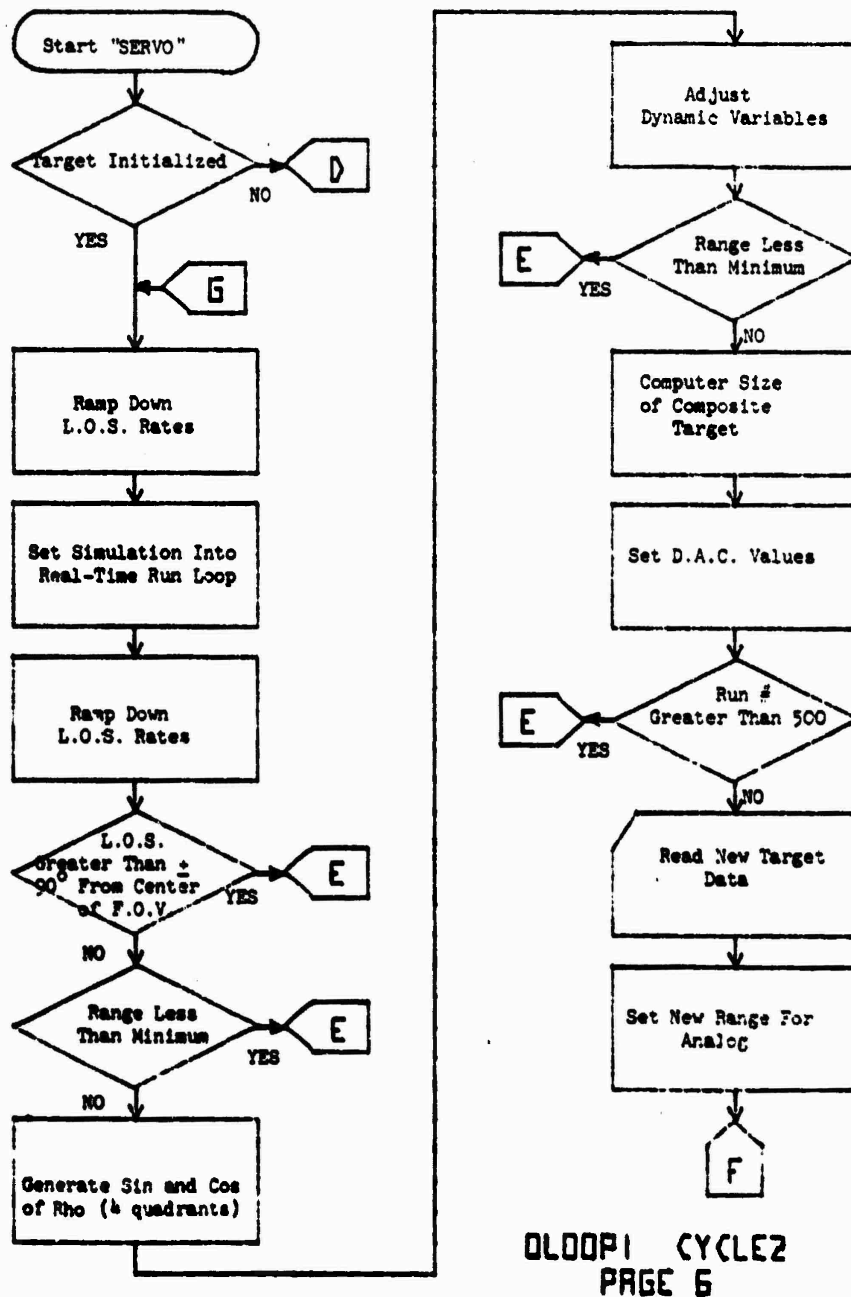 Start "SERVO"
Target Initialized
D
NO
YES
G
Ramp Down
L.O.S. Rates
Set Simulation Into
Real-Time Run Loop
Ramp Down
L.O.S. Rates
L.O.S.
Greater Than ±
90° From Center
of F.O.V
YES
E
NO
Range Less
Than Minimum
YES
E
NO
Generate Sin and Cos
of Rho (4 quadrants)
Adjust
Dynamic Variables
Range Less
Than Minimum
E
YES
NO
Computer Size
of Composite
Target
Set D.A.C. Values
Run #
Greater Than 500
E
YES
NO
Read New Target
Data
Set New Range For
Analog
F
OLOOP1 CYCLE2
PAGE 6